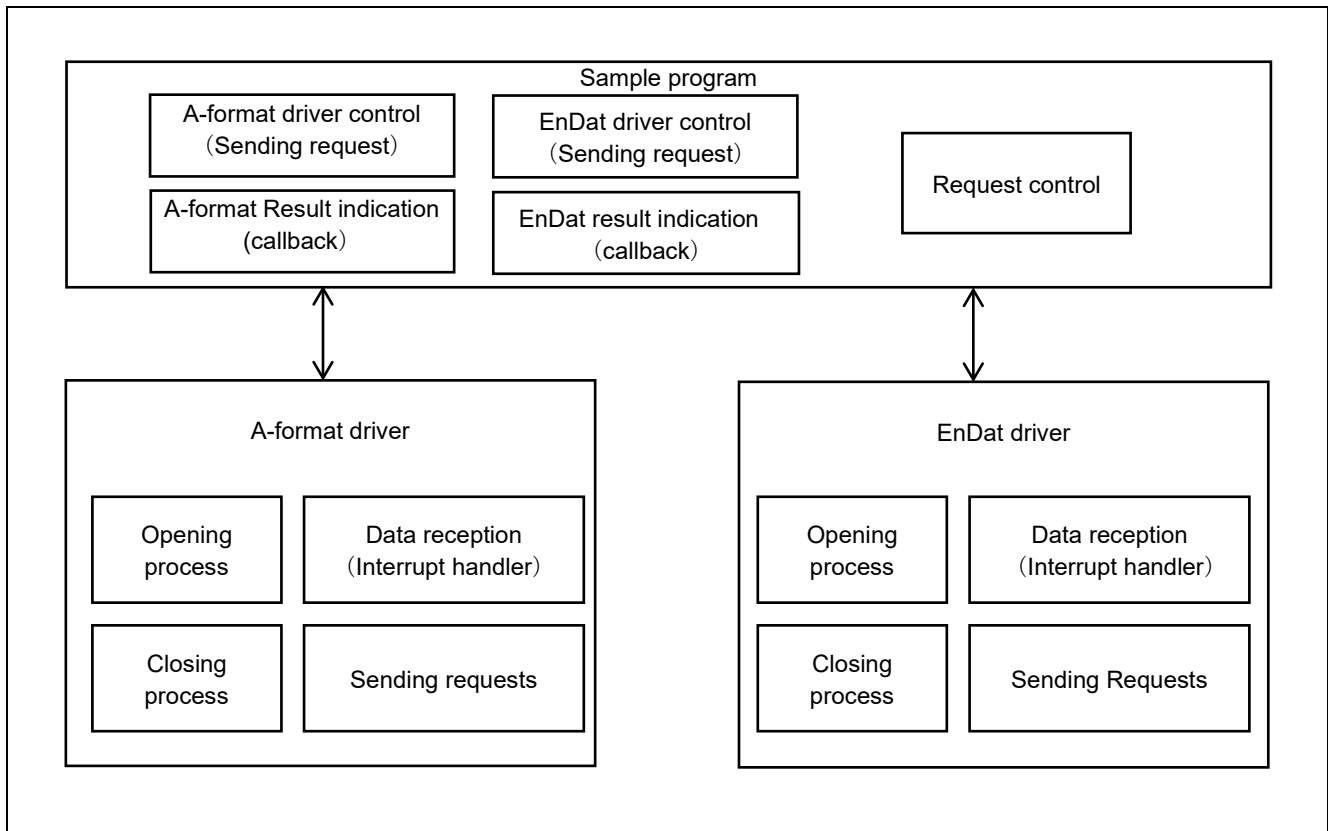 Sample program
A-format driver control
（Sending request）
A-format Result indication
(callback）
EnDat driver control
（Sending request）
EnDat result indication
（callback）
Request control
A-format driver
Opening
process
Data reception
（Interrupt handler）
Closing
process
Sending requests
EnDat driver
Opening
process
Data reception
（Interrupt handler）
Closing
process
Sending Requests